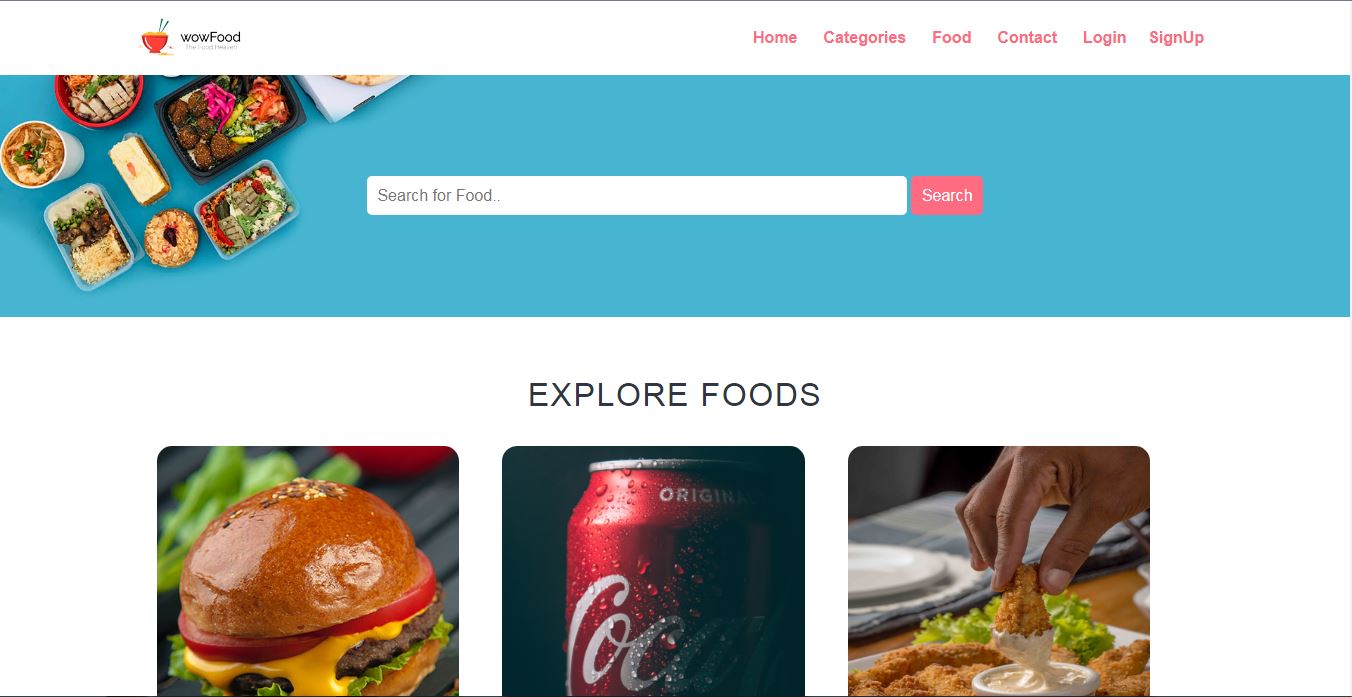 wowFood
The Food Heaven
Home Categories Food Contact Login SignUp
Search for Food.. Search
EXPLORE FOODS
ORIGINAL
Coca